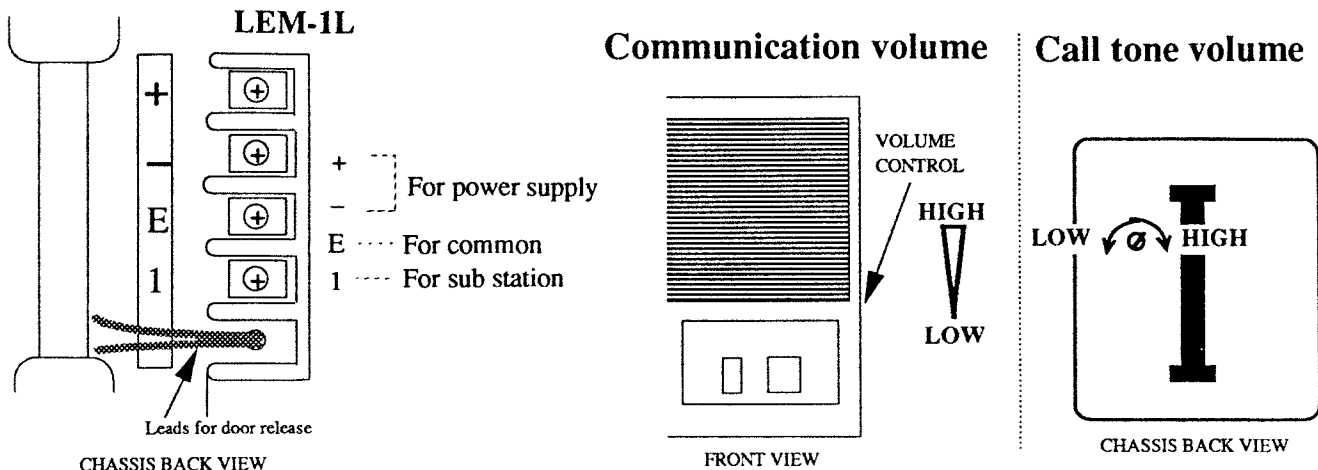 LEM-1L
+
−
E
1
+
−
For power supply
E ····· For common
1 ····· For sub station
Leads for door release
CHASSIS BACK VIEW
Communication volume
VOLUME
CONTROL
HIGH
LOW
FRONT VIEW
Call tone volume
LOW
HIGH
CHASSIS BACK VIEW